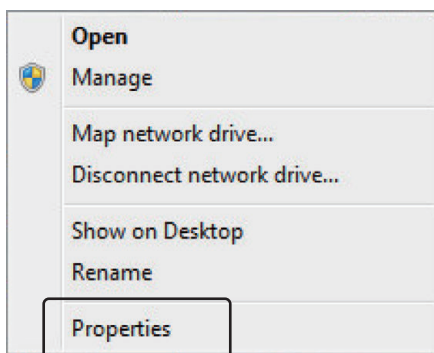 Open
Manage
Map network drive...
Disconnect network drive...
Show on Desktop
Rename
Properties